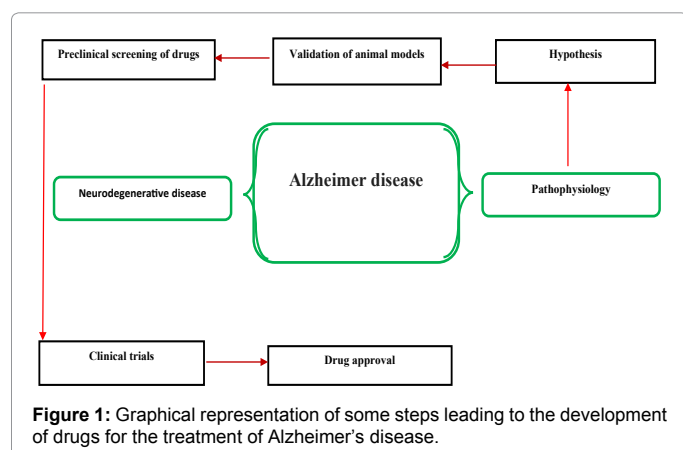 Preclinical screening of drugs
Validation of animal models
Hypothesis
Neurodegenerative disease
Alzheimer disease
Pathophysiology
Clinical trials
Drug approval
Figure 1: Graphical representation of some steps leading to the development
of drugs for the treatment of Alzheimer's disease.